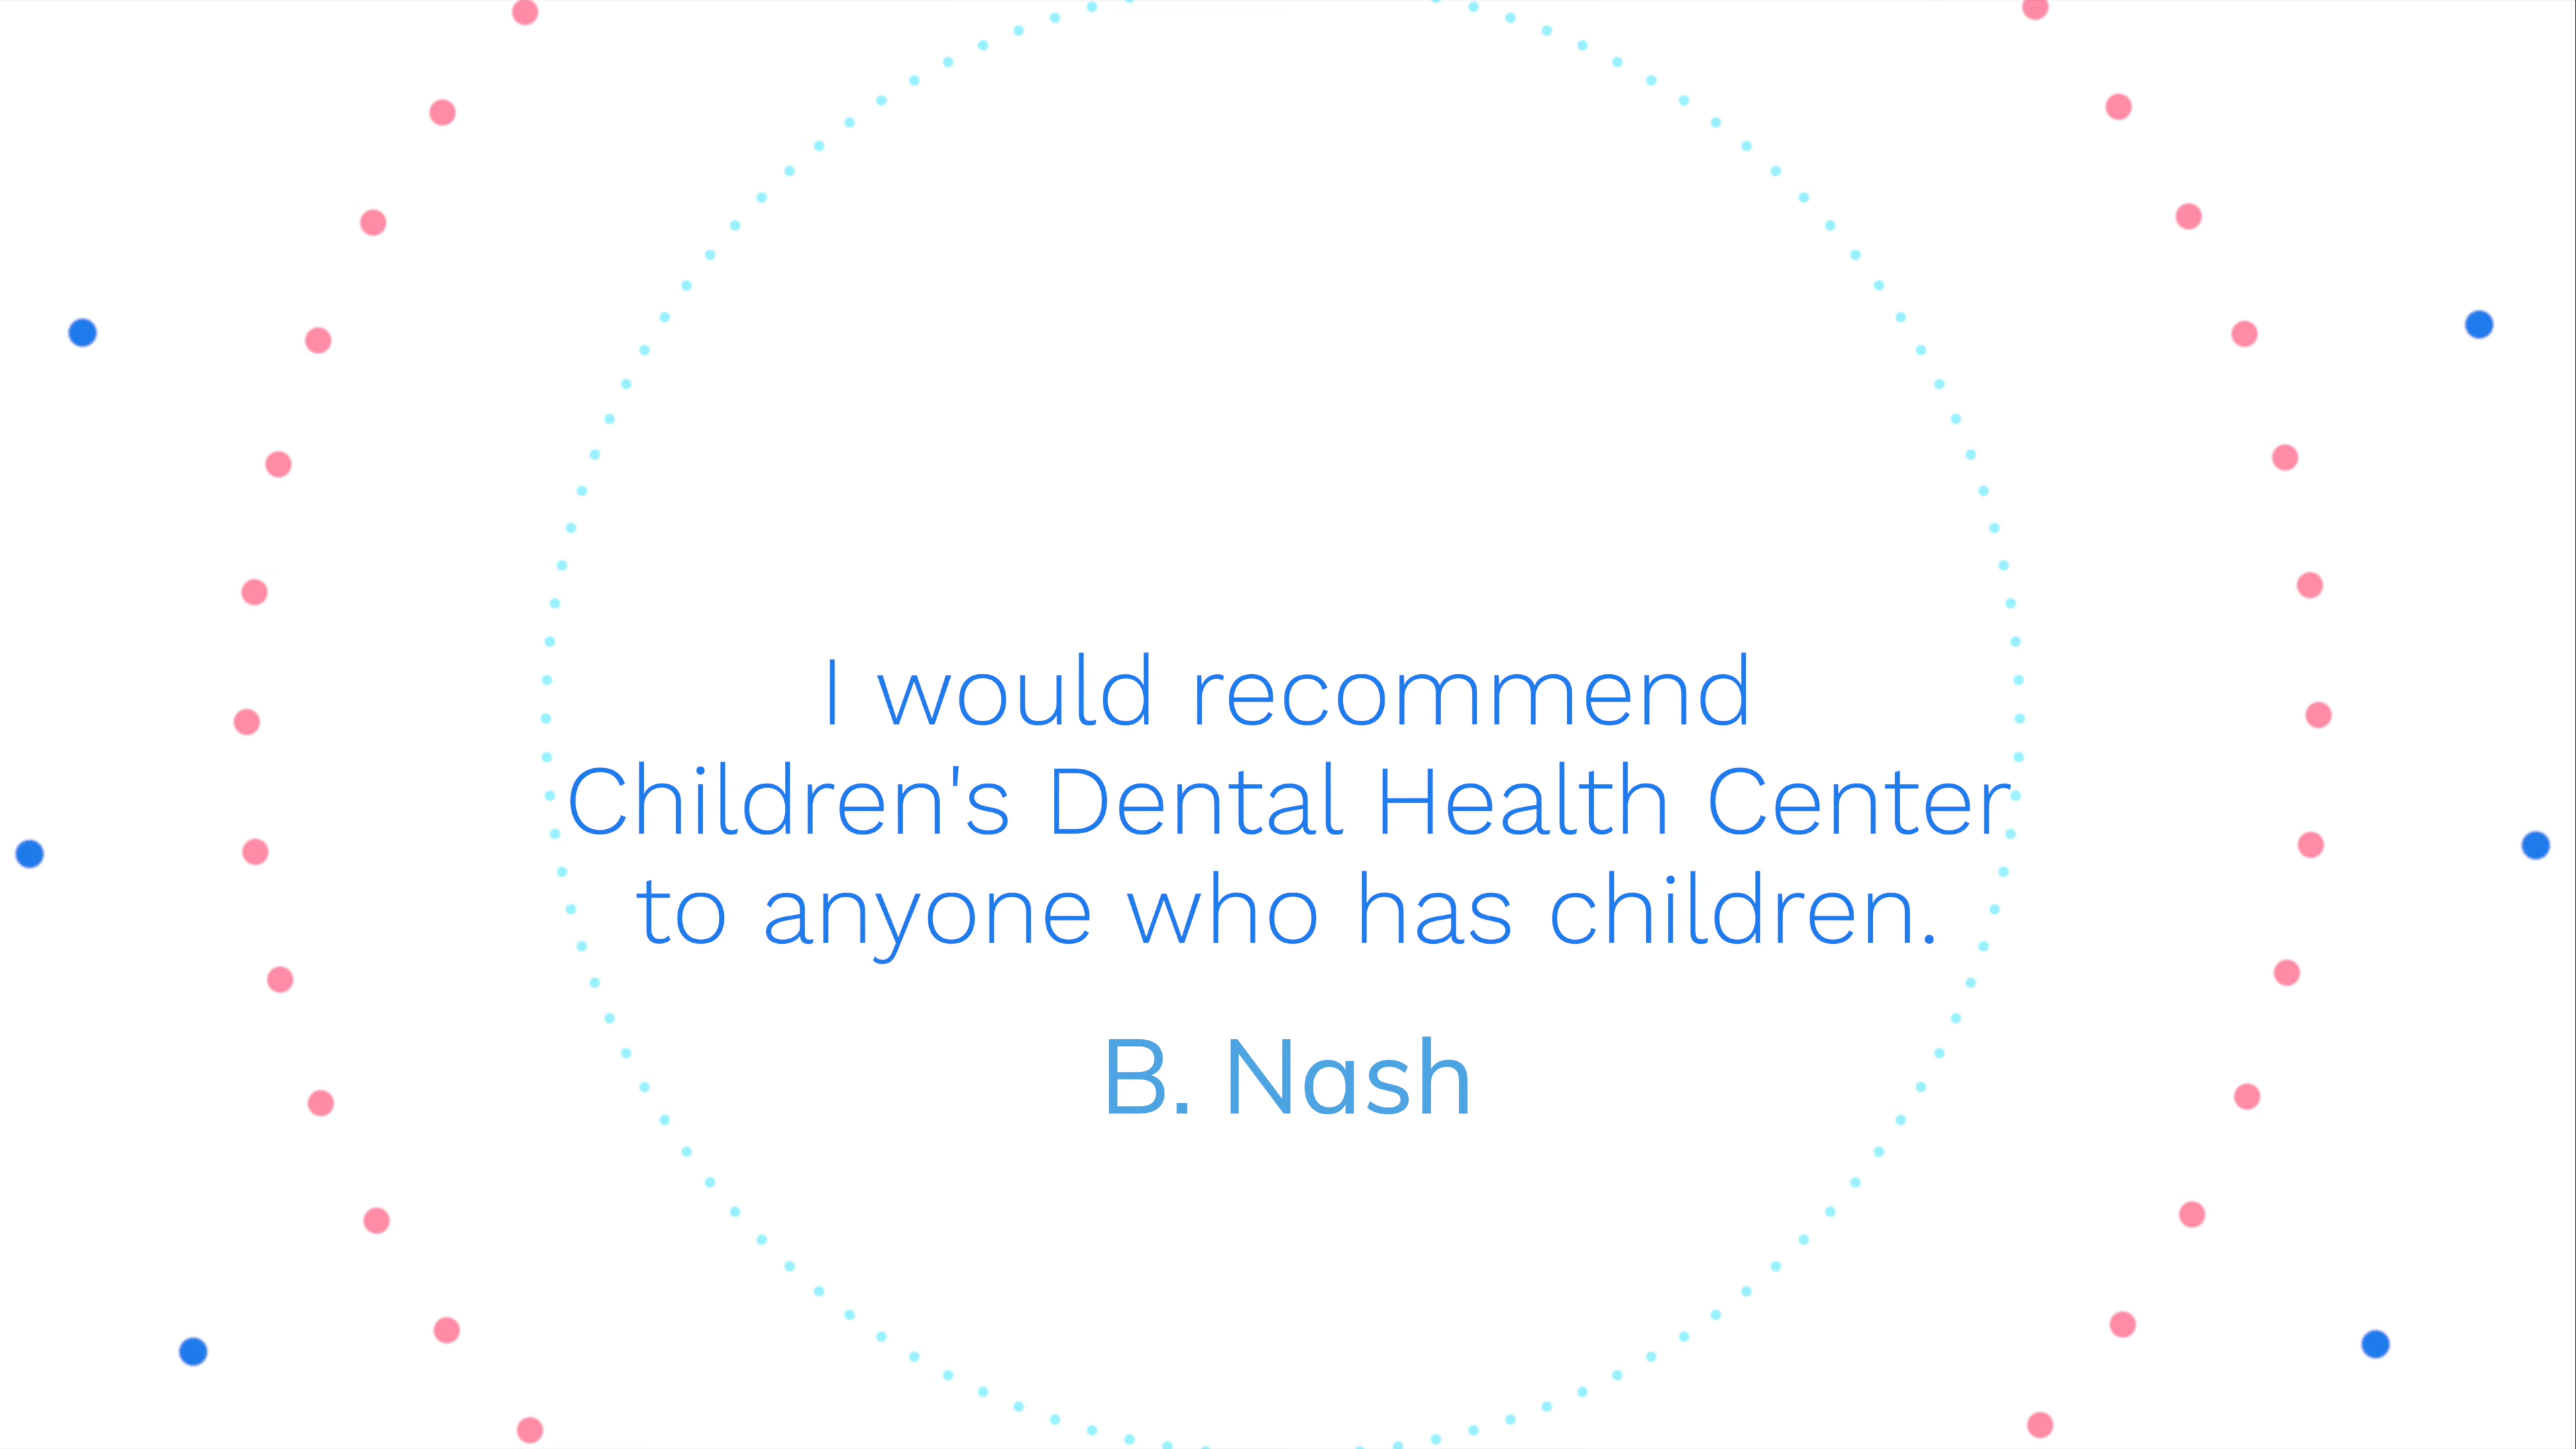 I would recommend
Children's Dental Health Center
to anyone who has children.
B. Nash